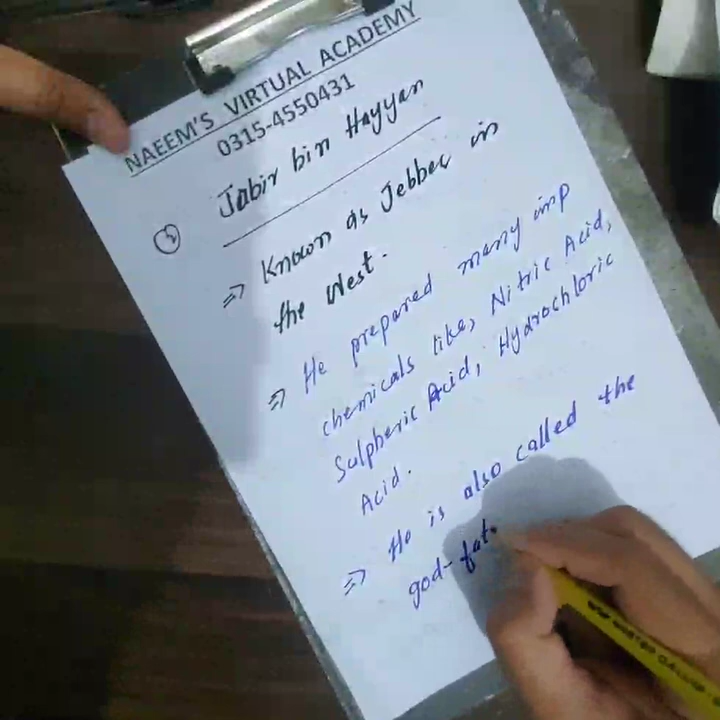 NAEEM'S VIRTUAL ACADEMY
0315-4550431
Jabir bin Hayyan
⇒ Known as Jebber in
the West.
⇒ He prepared many imp
chemicals like, Nitric Acid,
Sulpheric Acid, Hydrochloric
Acid.
⇒ He is also called the
god-fat